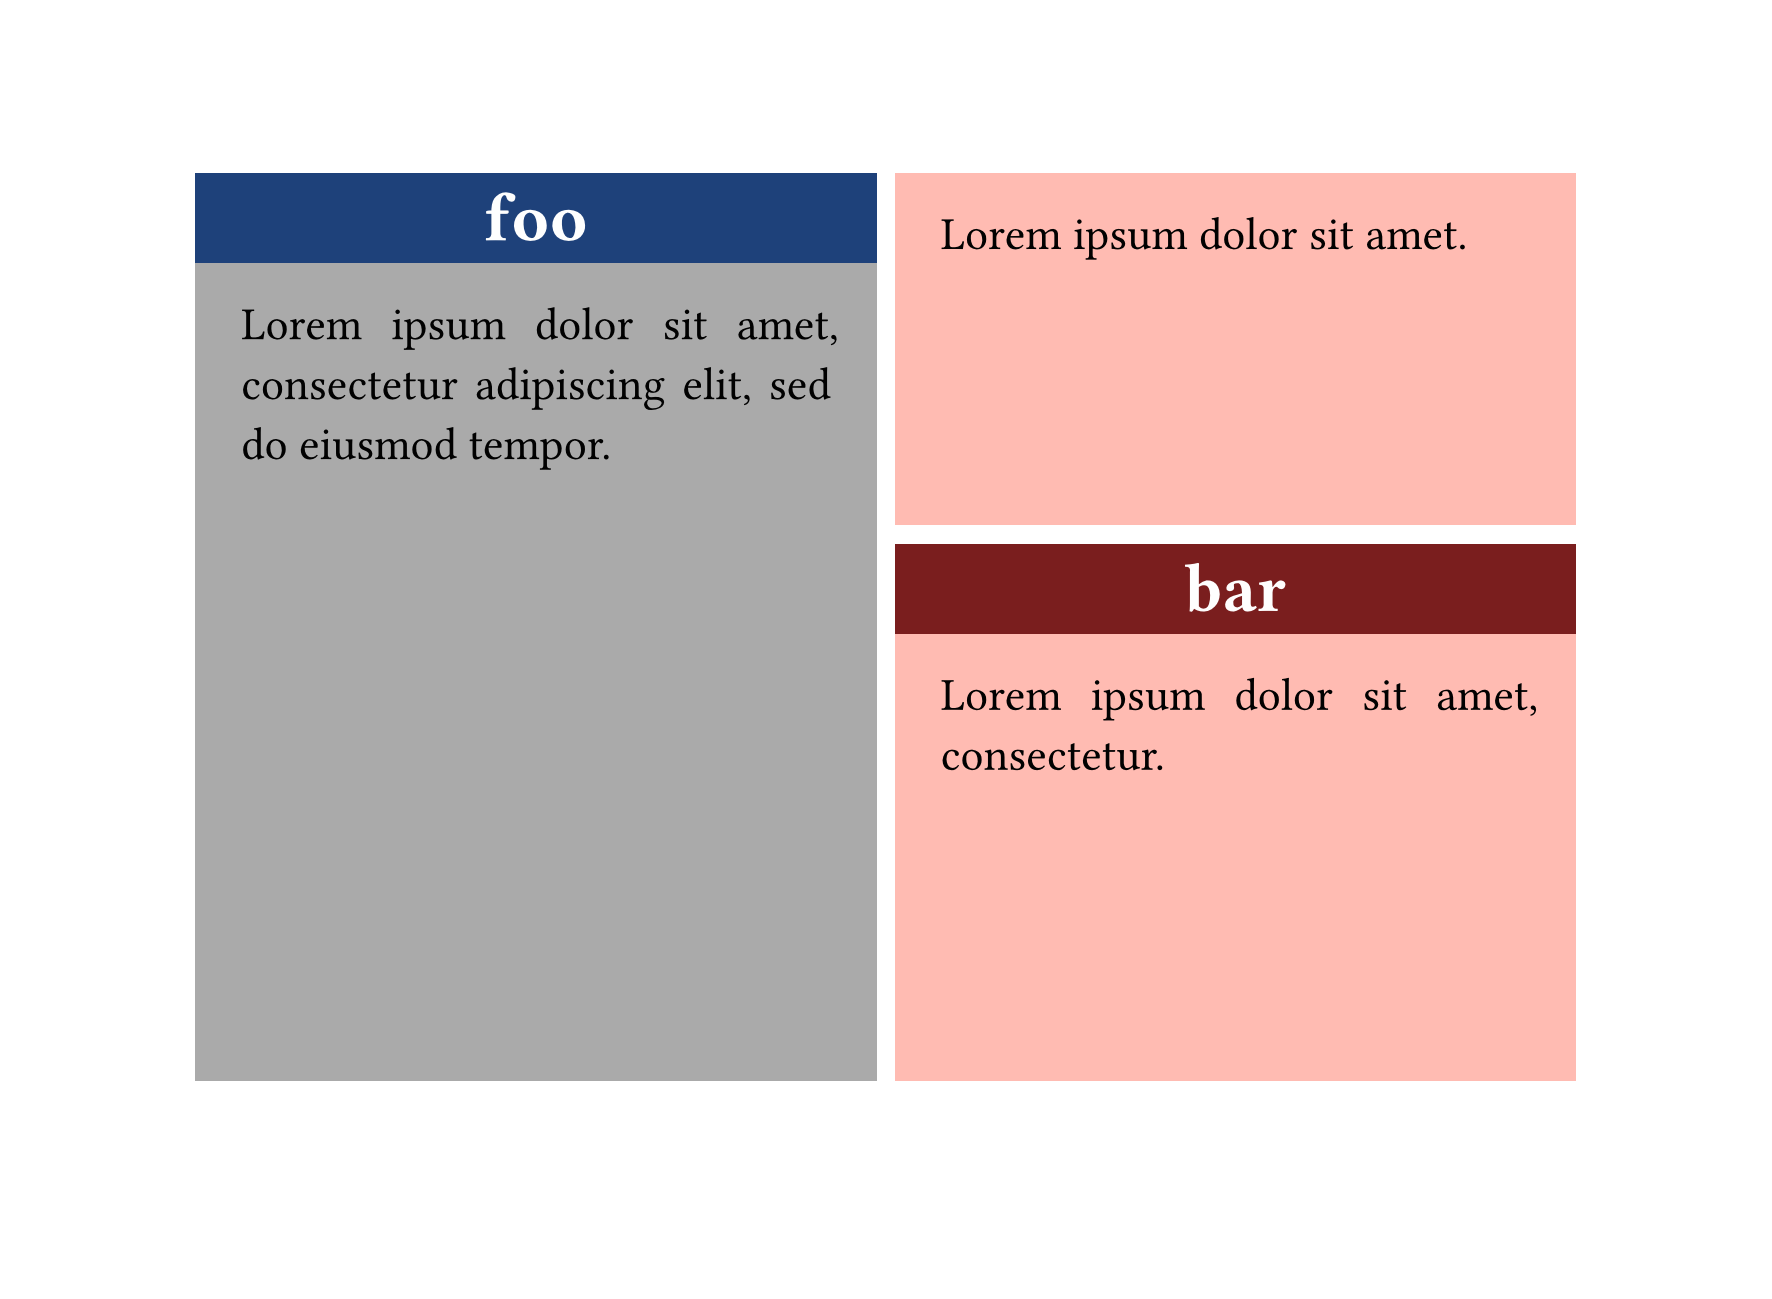 foo
Lorem ipsum dolor sit amet,
consectetur adipiscing elit, sed
do eiusmod tempor.
Lorem ipsum dolor sit amet.
bar
Lorem ipsum dolor sit amet,
consectetur.